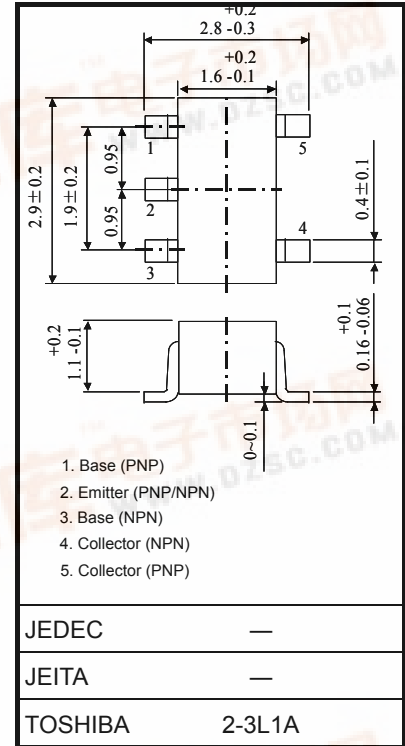 +0.2
2.8 -0.3
+0.2
1.6 -0.1
1
5
0.95
2.9±0.2
1.9±0.2
2
0.95
0.4±0.1
4
3
+0.2
1.1 -0.1
+0.1
0.16 -0.06
0~0.1
WWW.DZSC.COM
1. Base (PNP)
2. Emitter (PNP/NPN)
3. Base (NPN)
4. Collector (NPN)
5. Collector (PNP)
JEDEC —
JEITA —
TOSHIBA 2-3L1A